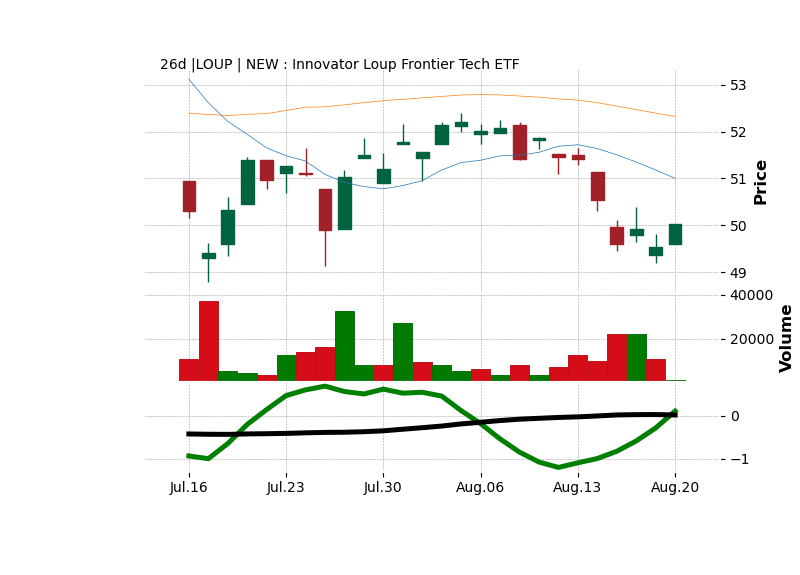 26d |LOUP | NEW : Innovator Loup Frontier Tech ETF
53
52
51
50
49
Price
40000
20000
Volume
0
−1
Jul.16 Jul.23 Jul.30 Aug.06 Aug.13 Aug.20